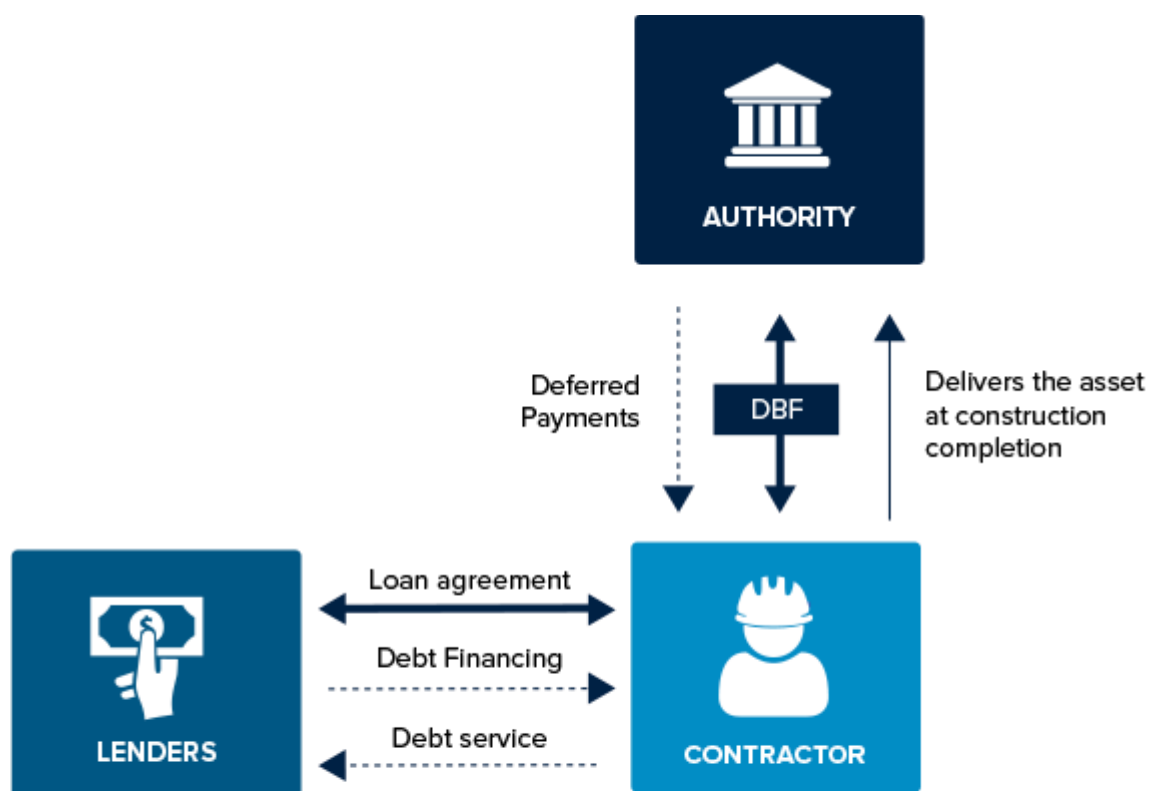 AUTHORITY
Deferred
Payments
DBF
Delivers the asset
at construction
completion
Loan agreement
Debt Financing
Debt service
LENDERS
CONTRACTOR